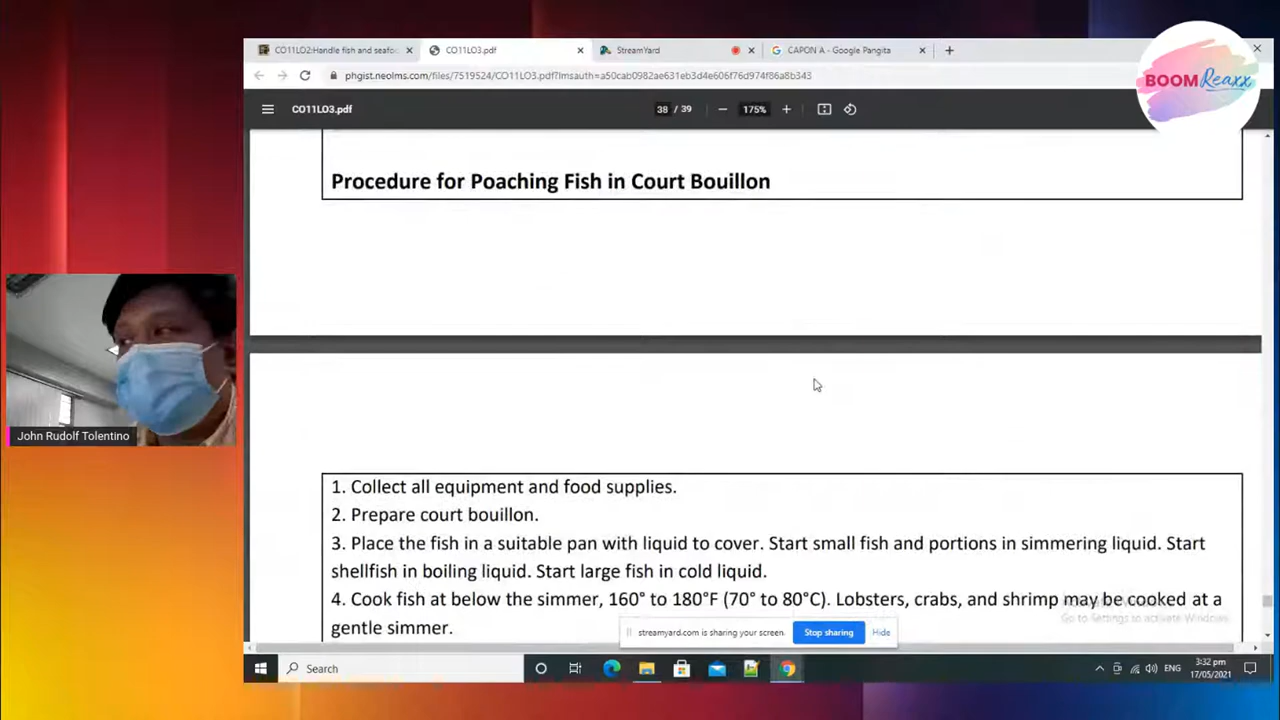 CO11LO2:Handle fish and seafo
CO11LO3.pdf
StreamYard
CAPON A - Google Pangita
phgist.neolms.com/files/7519524/CO11LO3.pdf?lmsauth=a50cab0982ae631eb3d4e606f76d974f86a8b343
BOOM Reaxx
CO11LO3.pdf
38 / 39
175%
Procedure for Poaching Fish in Court Bouillon
John Rudolf Tolentino
1. Collect all equipment and food supplies.
2. Prepare court bouillon.
3. Place the fish in a suitable pan with liquid to cover. Start small fish and portions in simmering liquid. Start
shellfish in boiling liquid. Start large fish in cold liquid.
4. Cook fish at below the simmer, 160° to 180°F (70° to 80°C). Lobsters, crabs, and shrimp may be cooked at a
gentle simmer.
Go to Settings to activate Windows.
streamyard.com is sharing your screen.
Stop sharing
Hide
Search
ENG
3:32 pm
17/05/2021